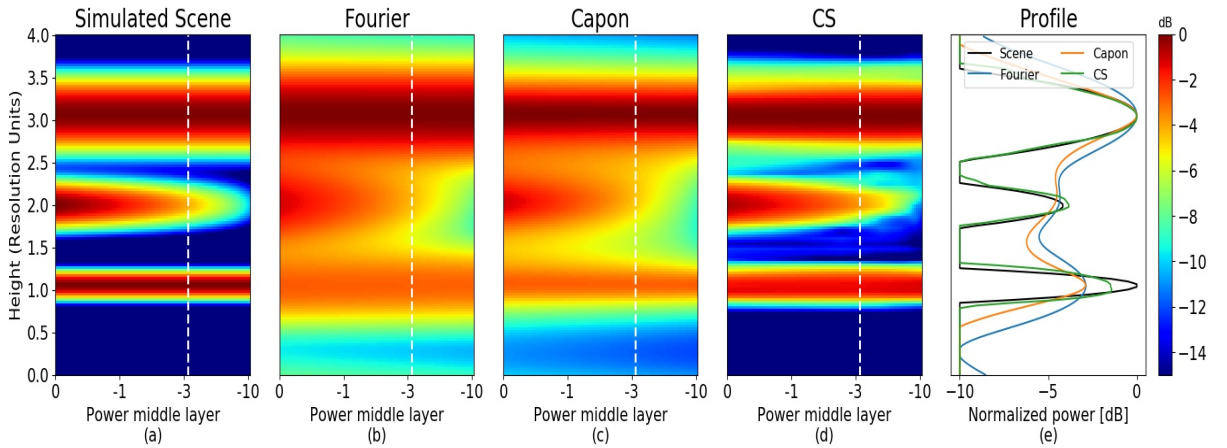 Simulated Scene
Fourier
Capon
CS
Profile
dB
Height (Resolution Units)
4.0
3.5
3.0
2.5
2.0
1.5
1.0
0.5
0.0
Scene
Fourier
Capon
CS
0
−2
−4
−6
−8
−10
−12
−14
0 -1 -3 -10
0 -1 -3 -10
0 -1 -3 -10
0 -1 -3 -10
−10 −5 0
Power middle layer
Power middle layer
Power middle layer
Power middle layer
Normalized power [dB]
(a)
(b)
(c)
(d)
(e)